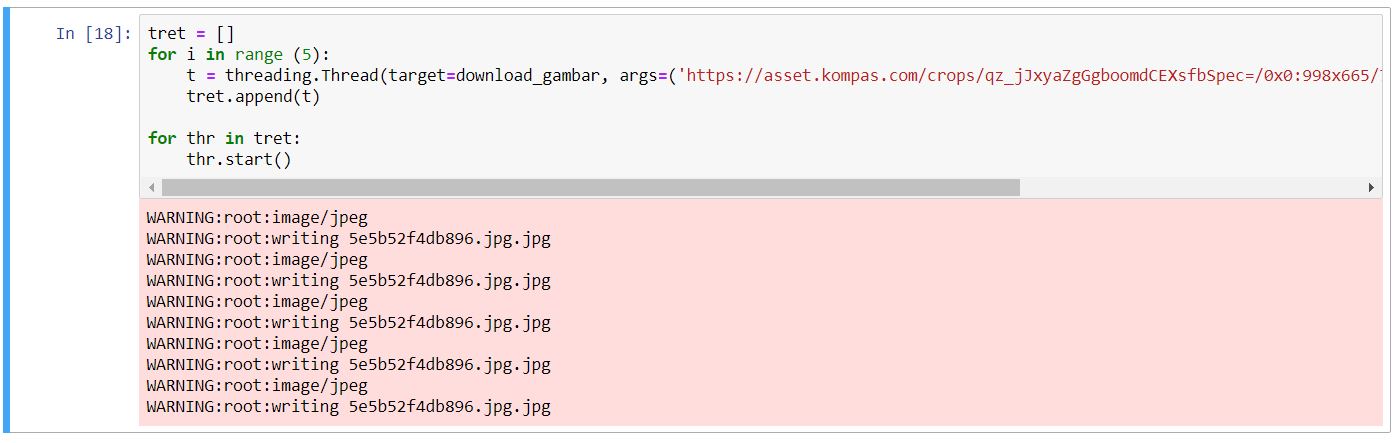 In [18]: tret = []
for i in range (5):
    t = threading.Thread(target=download_gambar, args=('https://asset.kompas.com/crops/qz_jJxyaZgGgboomdCEXsfbSpec=/0x0:998x665/
    tret.append(t)
for thr in tret:
    thr.start()
WARNING:root:image/jpeg
WARNING:root:writing 5e5b52f4db896.jpg.jpg
WARNING:root:image/jpeg
WARNING:root:writing 5e5b52f4db896.jpg.jpg
WARNING:root:image/jpeg
WARNING:root:writing 5e5b52f4db896.jpg.jpg
WARNING:root:image/jpeg
WARNING:root:writing 5e5b52f4db896.jpg.jpg
WARNING:root:image/jpeg
WARNING:root:writing 5e5b52f4db896.jpg.jpg